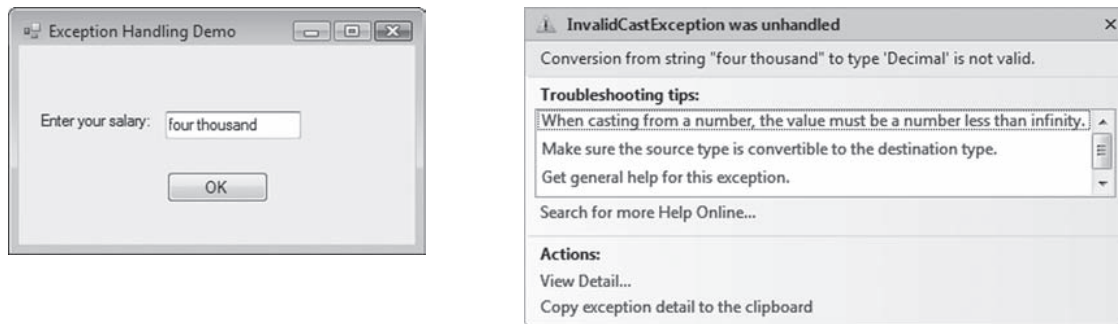 Exception Handling Demo
Enter your salary:
four thousand
OK
InvalidCastException was unhandled
Conversion from string "four thousand" to type 'Decimal' is not valid.
Troubleshooting tips:
When casting from a number, the value must be a number less than infinity.
Make sure the source type is convertible to the destination type.
Get general help for this exception.
Search for more Help Online...
Actions:
View Detail...
Copy exception detail to the clipboard